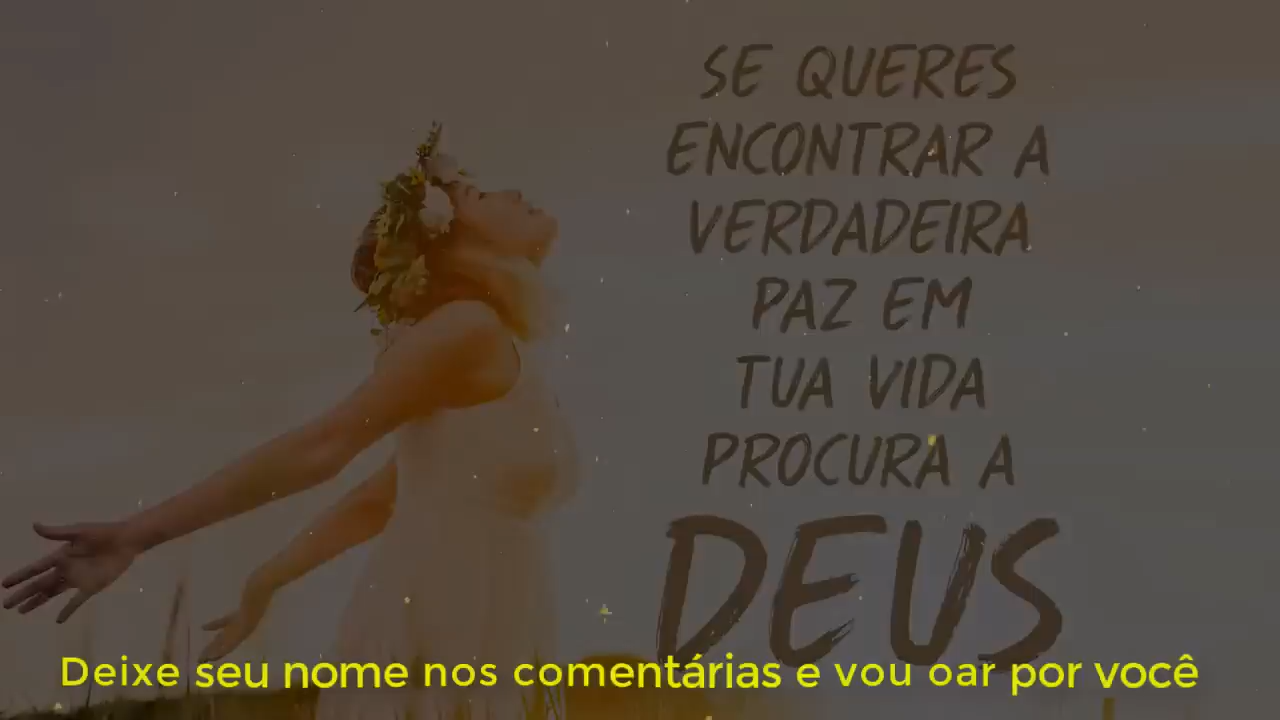 SE QUERES
ENCONTRAR A
VERDADEIRA
PAZ EM
TUA VIDA
PROCURA A
DEUS
Deixe seu nome nos comentárias e vou oar por você